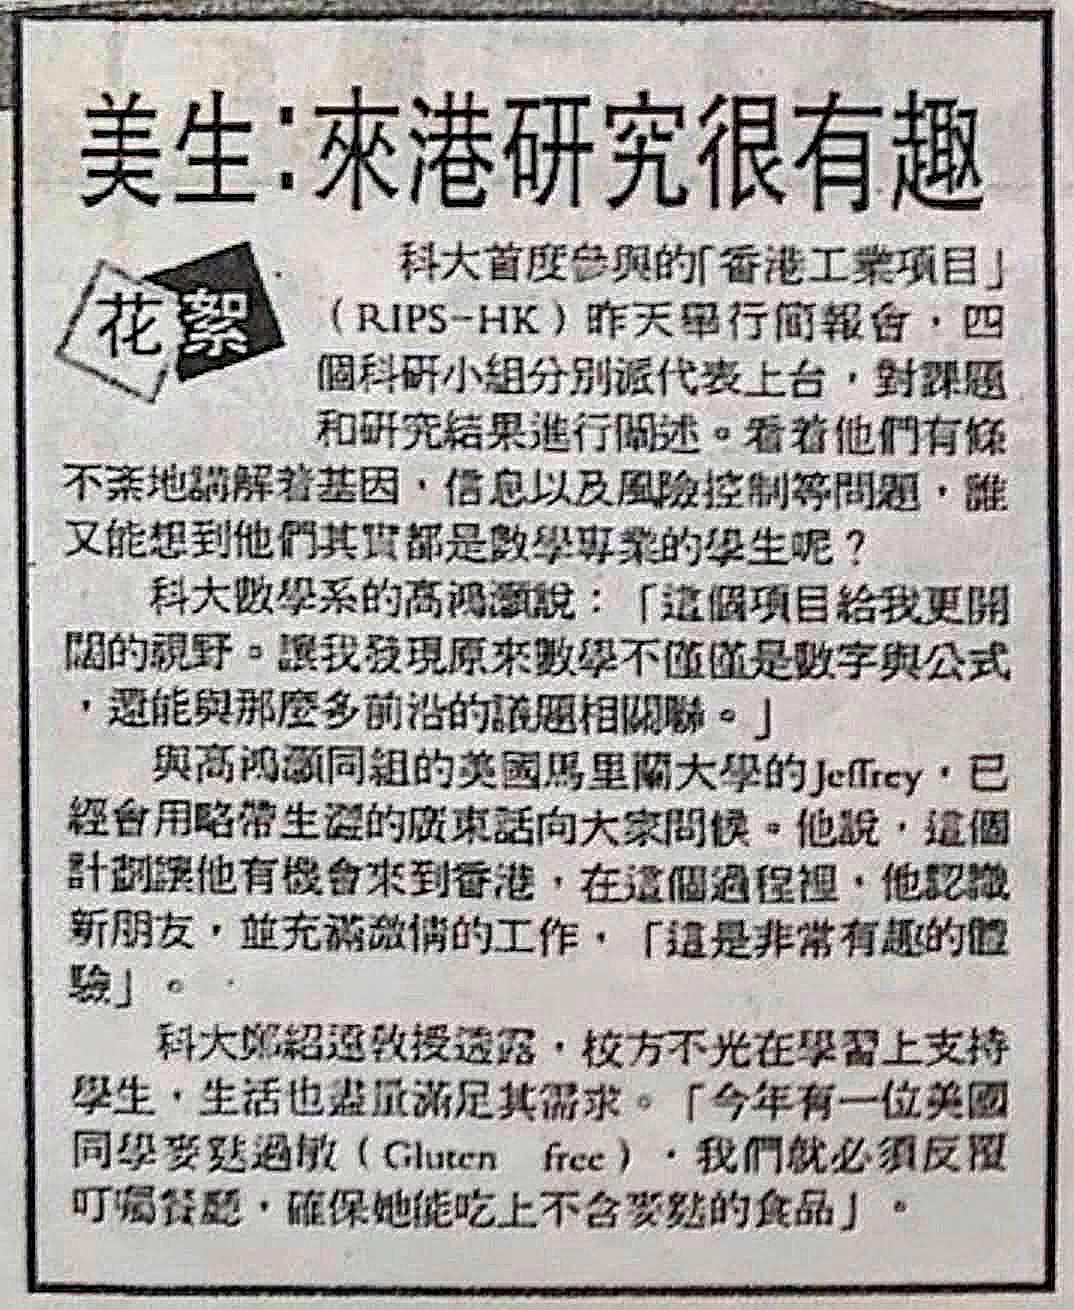 美生：來港研究很有趣
花絮
科大首度參與的「香港工業項目」
（RIPS-HK）昨天舉行簡報會，四
個科研小組分別派代表上台，對課題
和研究結果進行闡述。看着他們有條
不紊地講解着基因，信息以及風險控制等問題，誰
又能想到他們其實都是數學專業的學生呢？
科大數學系的高鴻灝說：「這個項目給我更開
闊的視野。讓我發現原來數學不僅僅是數字與公式
，還能與那麼多前沿的議題相關聯。」
與高鴻灝同組的美國馬里蘭大學的Jeffrey，已
經會用略帶生澀的廣東話向大家問候。他說，這個
計劃讓他有機會來到香港，在這個過程裡，他認識
新朋友，並充滿激情的工作，「這是非常有趣的體
驗」。
科大鄭紹遠教授透露，校方不光在學習上支持
學生，生活也盡量滿足其需求。「今年有一位美國
同學麥麩過敏（Gluten free），我們就必須反覆
叮囑餐廳，確保她能吃上不含麥麩的食品」。